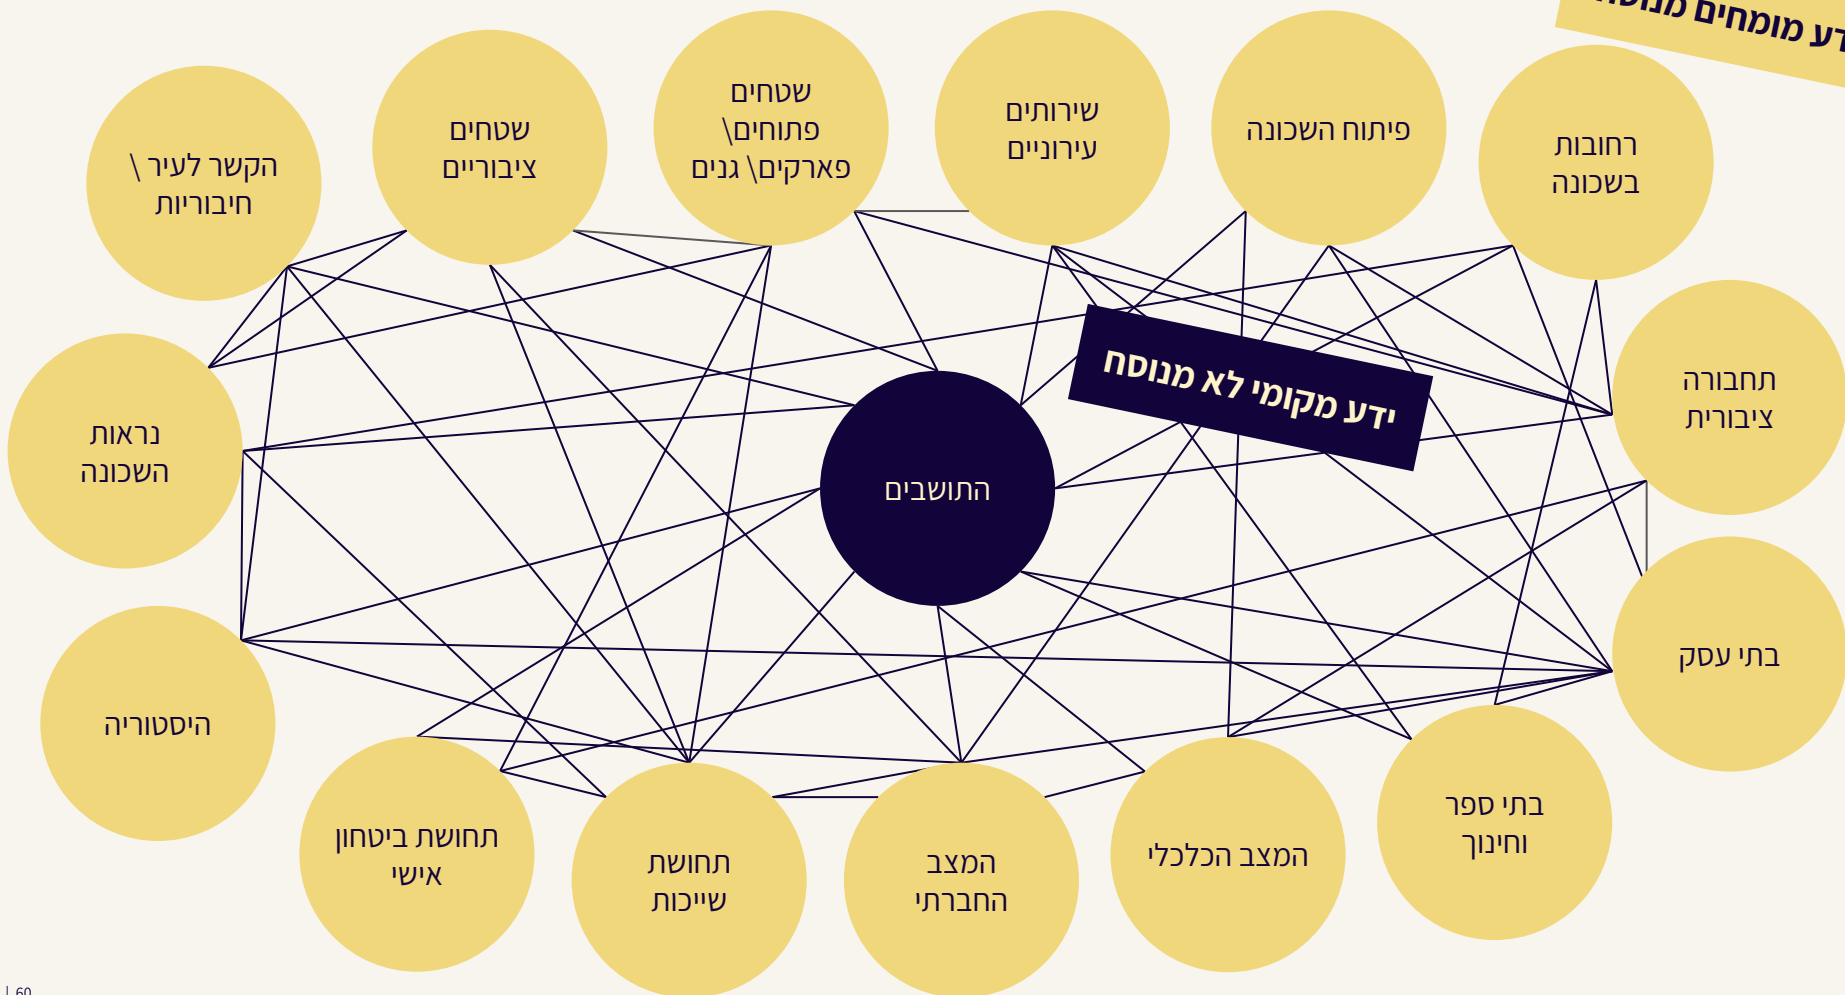 ידע מומחים מנוסח
רחובות
בשכונה
פיתוח השכונה
שירותים
עירוניים
שטחים
פתוחים\
פארקים\ גנים
שטחים
ציבוריים
הקשר לעיר \
חיבוריות
תחבורה
ציבורית
ידע מקומי לא מנוסח
התושבים
נראות
השכונה
בתי עסק
היסטוריה
בתי ספר
וחינוך
המצב הכלכלי
המצב
החברתי
תחושת
שייכות
תחושת ביטחון
אישי
| 60